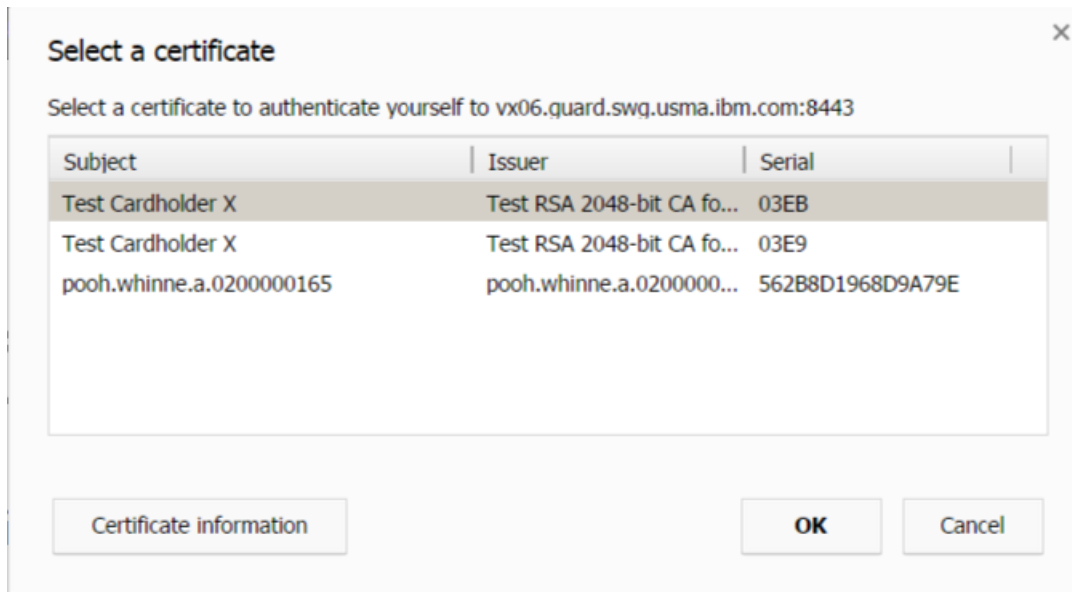 Select a certificate
Select a certificate to authenticate yourself to vx06.guard.swg.usma.ibm.com:8443
Subject Issuer Serial
Test Cardholder X Test RSA 2048-bit CA fo... 03EB
Test Cardholder X Test RSA 2048-bit CA fo... 03E9
pooh.whinne.a.0200000165 pooh.whinne.a.0200000... 562B8D1968D9A79E
Certificate information OK Cancel